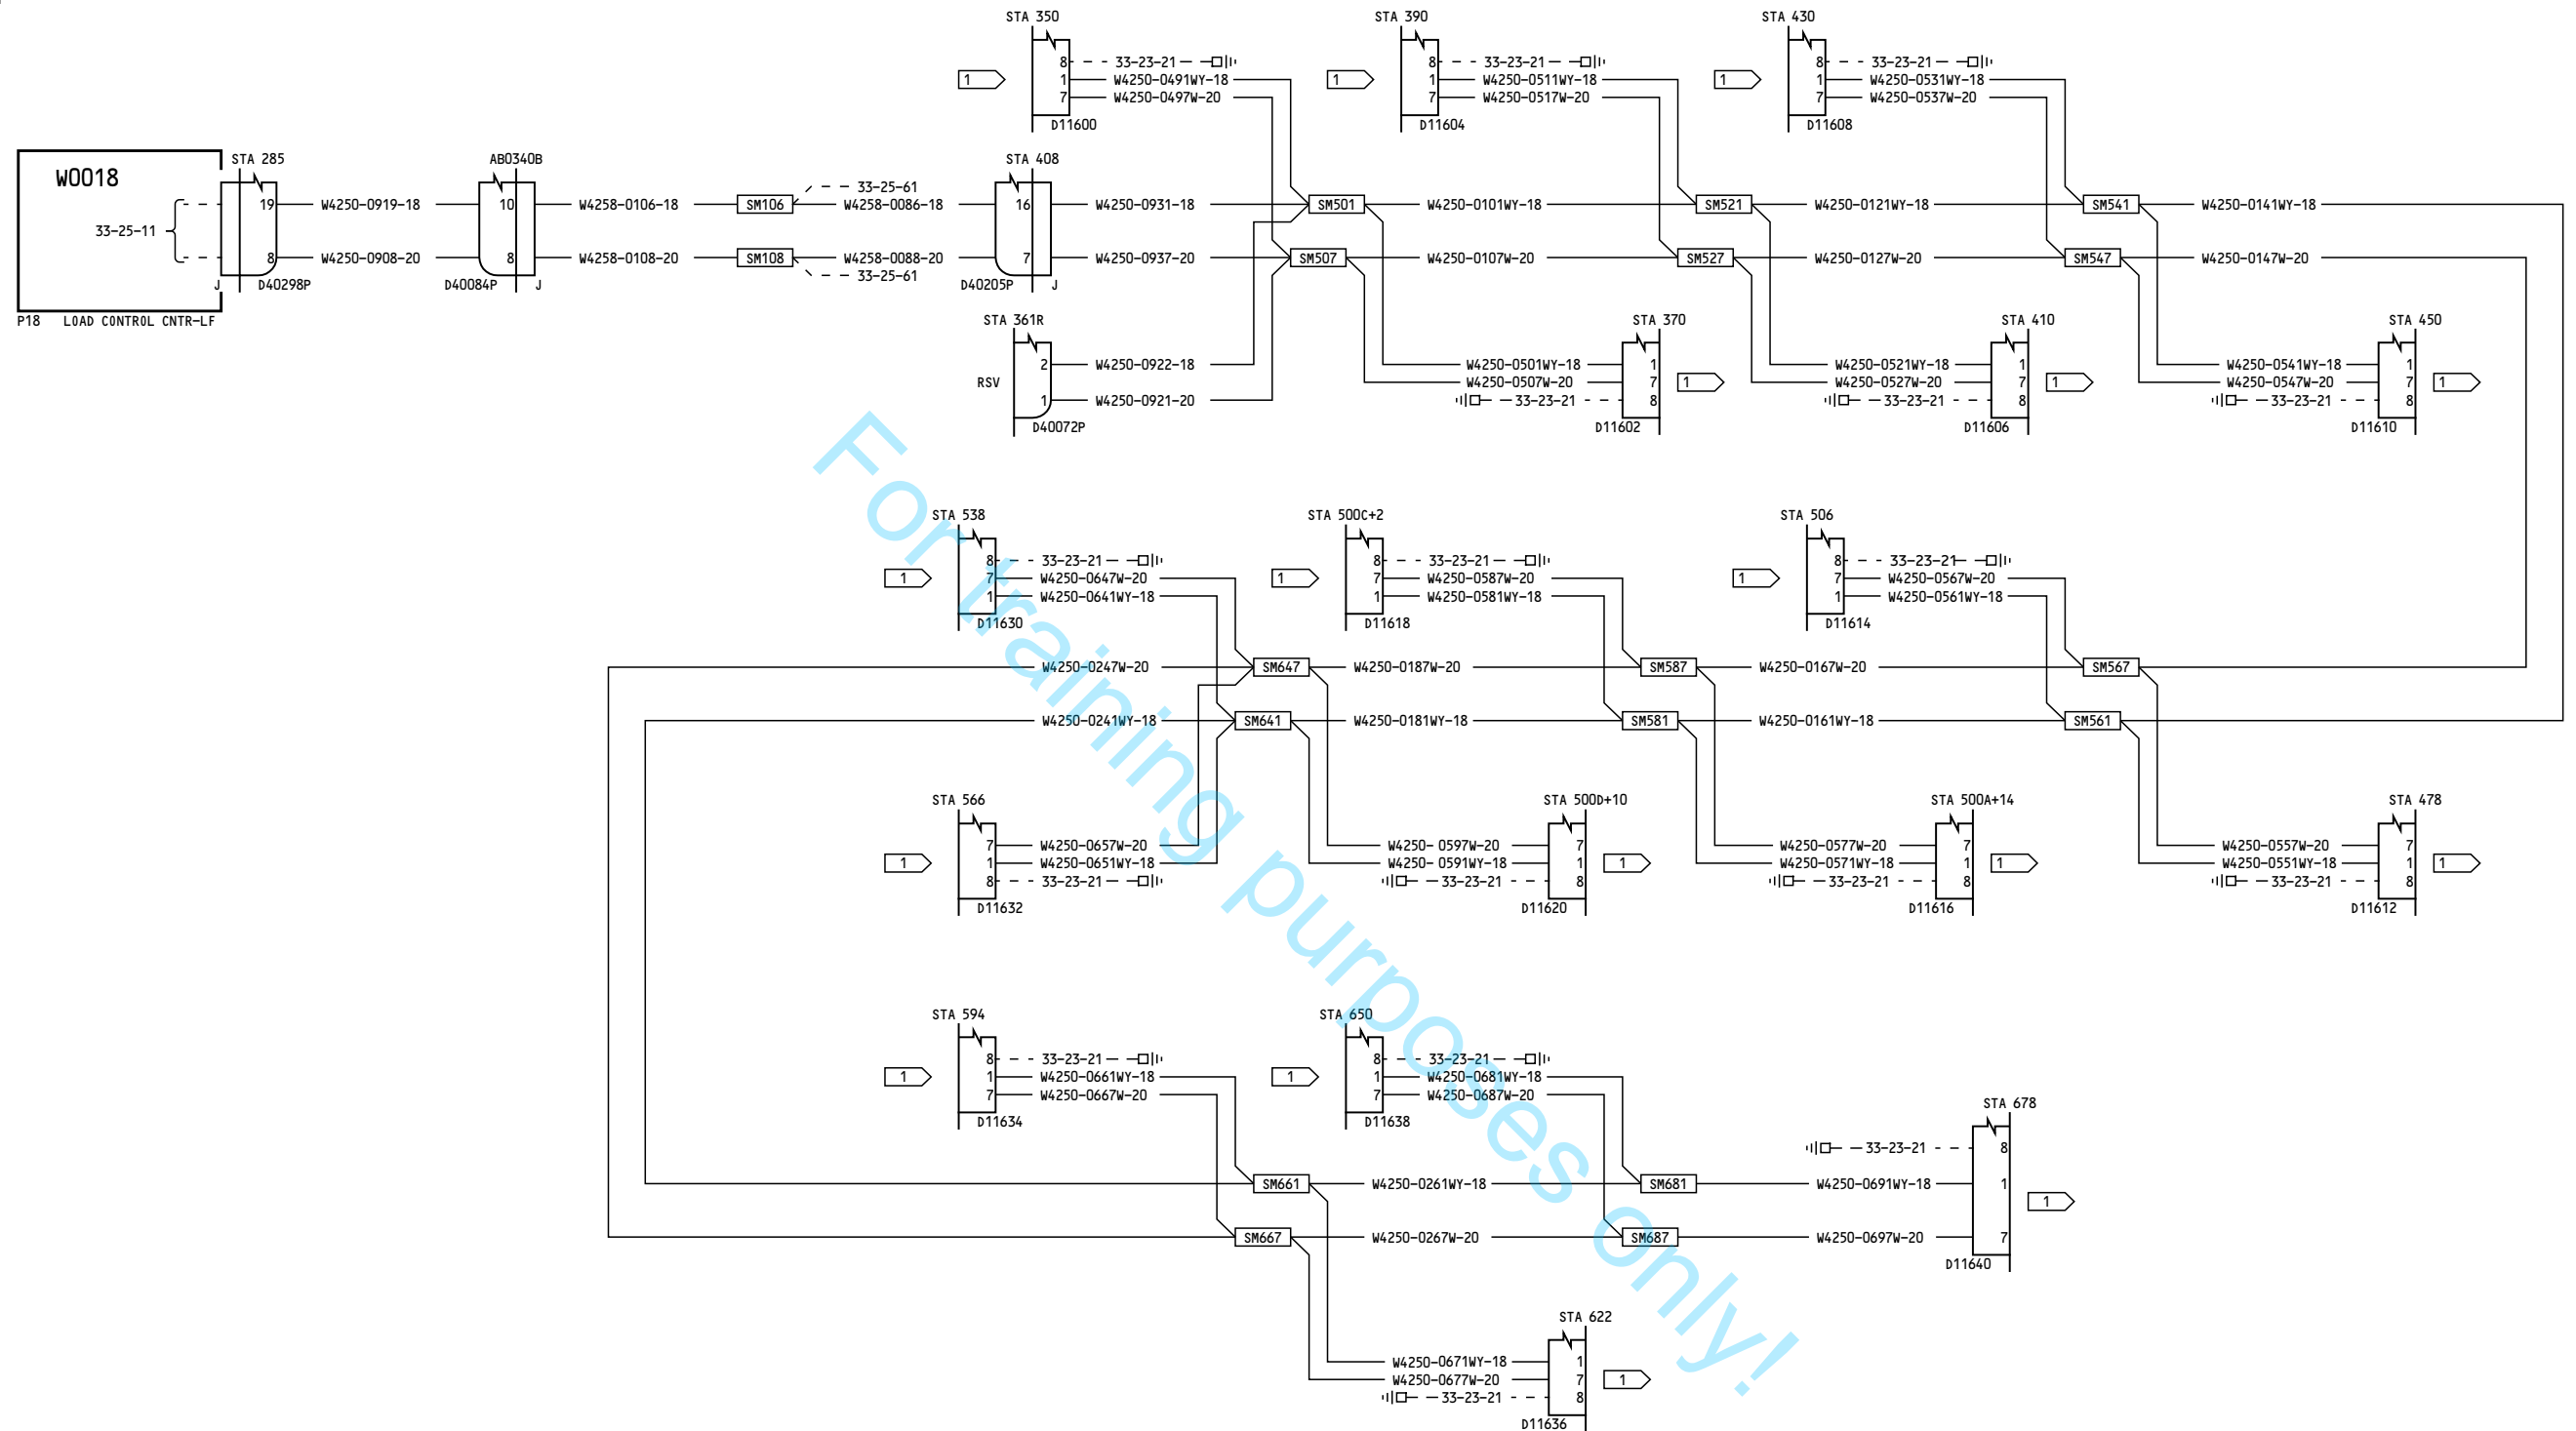 STA 350 STA 390 STA 430
8 33-23-21 8 33-23-21 8 33-23-21
1 1 W4250-0491WY-18 1 1 W4250-0511WY-18 1 1 W4250-0531WY-18
7 W4250-0497W-20 7 W4250-0517W-20 7 W4250-0537W-20
D11600 D11604 D11608
STA 285 AB0340B STA 408
W0018
33-25-61
19 W4250-0919-18 10 W4258-0106-18 SM106 W4258-0086-18 16 W4250-0931-18 SM501 W4250-0101WY-18 SM521 W4250-0121WY-18 SM541 W4250-0141WY-18
33-25-11
8 W4250-0908-20 8 W4258-0108-20 SM108 W4258-0088-20 7 W4250-0937-20 SM507 W4250-0107W-20 SM527 W4250-0127W-20 SM547 W4250-0147W-20
33-25-61
J D40298P D40084P J D40205P J
P18 LOAD CONTROL CNTR-LF
STA 361R STA 370 STA 410 STA 450
2 W4250-0922-18 W4250-0501WY-18 1 W4250-0521WY-18 1 W4250-0541WY-18 1
RSV W4250-0507W-20 7 1 W4250-0527W-20 7 1 W4250-0547W-20 7 1
1 W4250-0921-20 33-23-21 8 33-23-21 8 33-23-21 8
D40072P D11602 D11606 D11610
STA 538 STA 500C+2 STA 506
8 33-23-21 8 33-23-21 8 33-23-21
1 7 W4250-0647W-20 1 7 W4250-0587W-20 1 7 W4250-0567W-20
1 W4250-0641WY-18 1 W4250-0581WY-18 1 W4250-0561WY-18
D11630 D11618 D11614
W4250-0247W-20 SM647 W4250-0187W-20 SM587 W4250-0167W-20 SM567
W4250-0241WY-18 SM641 W4250-0181WY-18 SM581 W4250-0161WY-18 SM561
STA 566 STA 500D+10 STA 500A+14 STA 478
7 W4250-0657W-20 W4250- 0597W-20 7 W4250-0577W-20 7 W4250-0557W-20 7
1 1 W4250-0651WY-18 W4250- 0591WY-18 1 1 W4250-0571WY-18 1 1 W4250-0551WY-18 1 1
8 33-23-21 33-23-21 8 33-23-21 8 33-23-21 8
D11632 D11620 D11616 D11612
STA 594 STA 650
8 33-23-21 8 33-23-21
1 1 W4250-0661WY-18 1 1 W4250-0681WY-18
7 W4250-0667W-20 7 W4250-0687W-20
D11634 D11638
STA 678
33-23-21 8
SM661 W4250-0261WY-18 SM681 W4250-0691WY-18 1
1
SM667 W4250-0267W-20 SM687 W4250-0697W-20 7
D11640
STA 622
W4250-0671WY-18 1
W4250-0677W-20 7 1
33-23-21 8
D11636
For training purposes only!